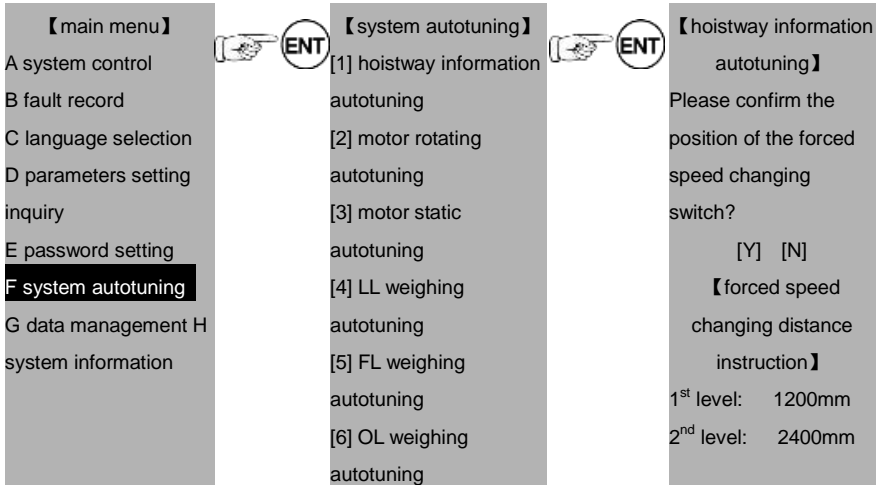 【main menu】
A system control
B fault record
C language selection
D parameters setting
inquiry
E password setting
F system autotuning
G data management H
system information
ENT
【system autotuning】
[1] hoistway information
autotuning
[2] motor rotating
autotuning
[3] motor static
autotuning
[4] LL weighing
autotuning
[5] FL weighing
autotuning
[6] OL weighing
autotuning
ENT
【hoistway information
autotuning】
Please confirm the
position of the forced
speed changing
switch?
[Y] [N]
【forced speed
changing distance
instruction】
1st level: 1200mm
2nd level: 2400mm